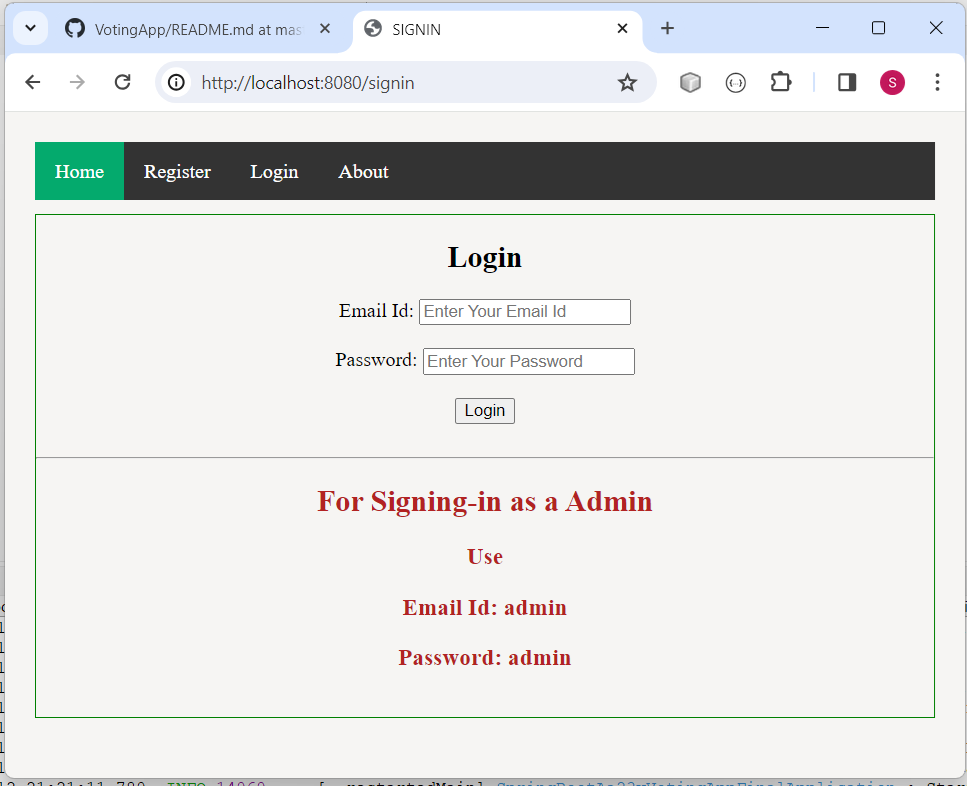 VotingApp/README.md at mas
SIGNIN
http://localhost:8080/signin
S
Home Register Login About
Login
Email Id: Enter Your Email Id
Password: Enter Your Password
Login
For Signing-in as a Admin
Use
Email Id: admin
Password: admin